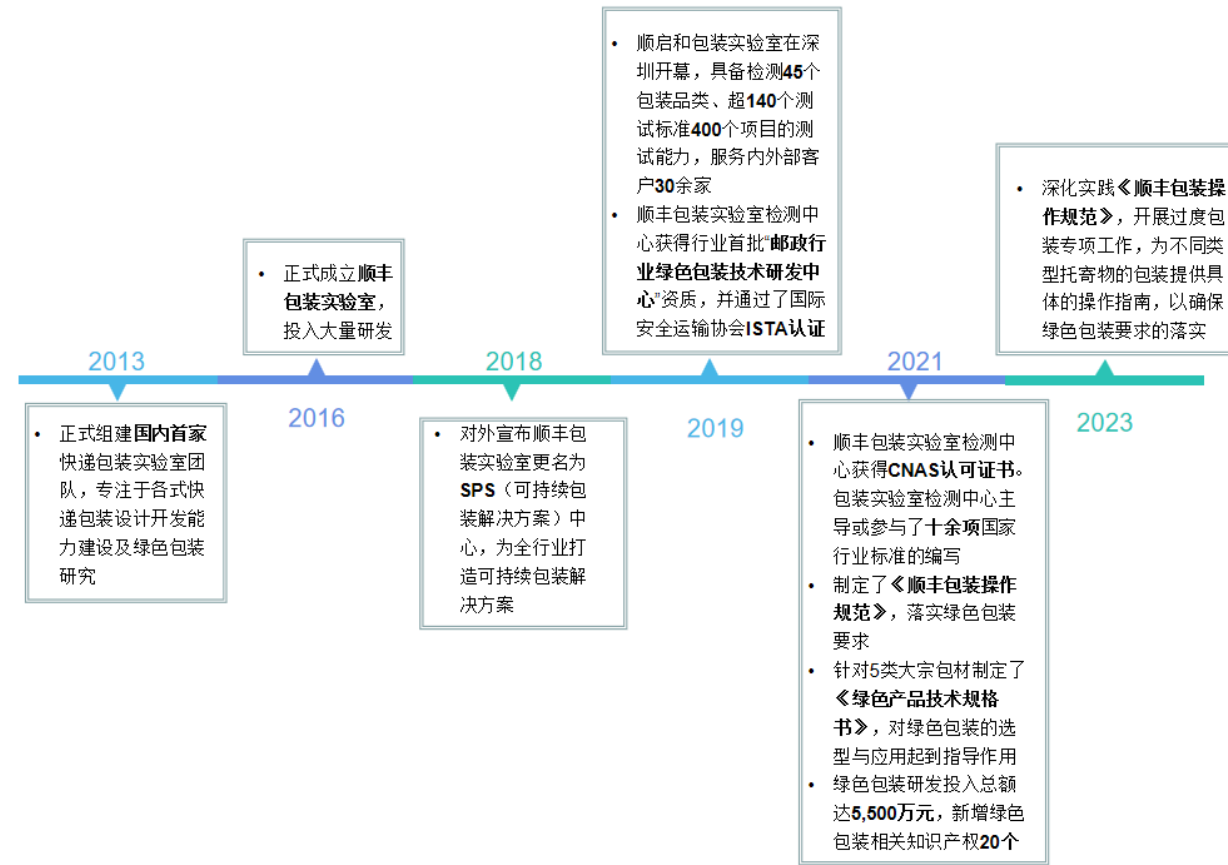 2013
• 正式组建国内首家
快递包装实验室团
队，专注于各式快
递包装设计开发能
力建设及绿色包装
研究
• 正式成立顺丰
包装实验室，
投入大量研发
2016
2018
• 对外宣布顺丰包
装实验室更名为
SPS（可持续包
装解决方案）中
心，为全行业打
造可持续包装解
决方案
• 顺启和包装实验室在深
圳开幕，具备检测45个
包装品类、超140个测
试标准400个项目的测
试能力，服务内外部客
户30余家
• 顺丰包装实验室检测中
心获得行业首批“邮政行
业绿色包装技术研发中
心”资质，并通过了国际
安全运输协会ISTA认证
2019
2021
• 顺丰包装实验室检测中
心获得CNAS认可证书。
包装实验室检测中心主
导或参与了十余项国家
行业标准的编写
• 制定了《顺丰包装操作
规范》，落实绿色包装
要求
• 针对5类大宗包材制定了
《绿色产品技术规格
书》，对绿色包装的选
型与应用起到指导作用
• 绿色包装研发投入总额
达5,500万元，新增绿色
包装相关知识产权20个
• 深化实践《顺丰包装操
作规范》，开展过度包
装专项工作，为不同类
型托寄物的包装提供具
体的操作指南，以确保
绿色包装要求的落实
2023